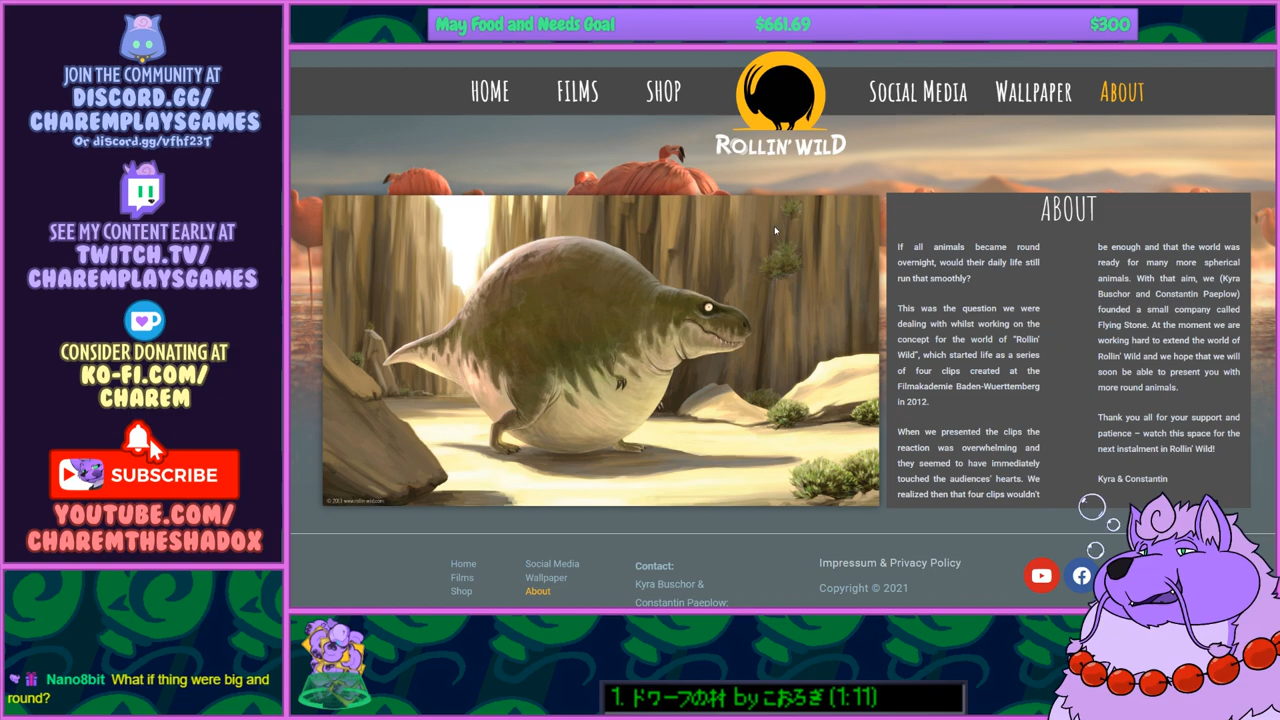 JOIN THE COMMUNITY AT
DISCORD.GG/
CHAREMPLAYSGAMES
Or discord.gg/vfhf23T
SEE MY CONTENT EARLY AT
TWITCH.TV/
CHAREMPLAYSGAMES
CONSIDER DONATING AT
KO-FI.COM/
CHAREM
SUBSCRIBE
YOUTUBE.COM/
CHAREMTHESHADOX
Nano8bit What if thing were big and
round?
May Food and Needs Goal $661.69 $300
HOME FILMS SHOP SOCIAL MEDIA WALLPAPER ABOUT
ROLLIN' WILD
© 2013 www.rollin-wild.com
ABOUT
If all animals became round
overnight, would their daily life still
run that smoothly?
This was the question we were
dealing with whilst working on the
concept for the world of "Rollin'
Wild", which started life as a series
of four clips created at the
Filmakademie Baden-Wuerttemberg
in 2012.
When we presented the clips the
reaction was overwhelming and
they seemed to have immediately
touched the audiences' hearts. We
realized then that four clips wouldn't
be enough and that the world was
ready for many more spherical
animals. With that aim, we (Kyra
Buschor and Constantin Paeplow)
founded a small company called
Flying Stone. At the moment we are
working hard to extend the world of
Rollin' Wild and we hope that we will
soon be able to present you with
more round animals.
Thank you all for your support and
patience – watch this space for the
next instalment in Rollin' Wild!
Kyra & Constantin
Home
Films
Shop
Social Media
Wallpaper
About
Contact:
Kyra Buschor &
Constantin Paeplow:
Impressum & Privacy Policy
Copyright © 2021
1. ドワーフの村 by こおろぎ (1:11)